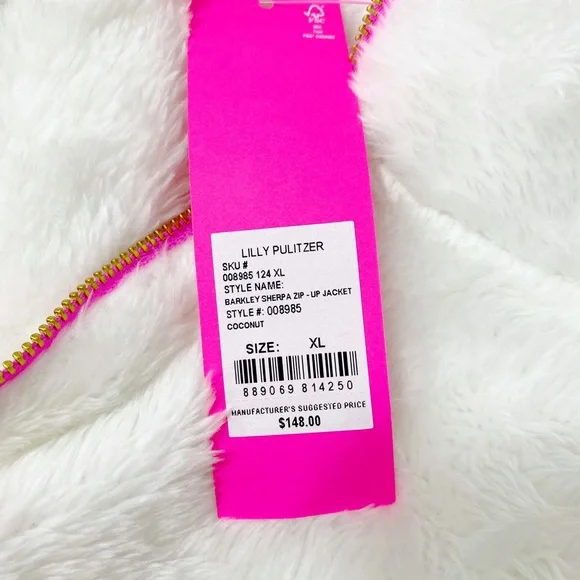 FSC
LILLY PULITZER
SKU #
008985 124 XL
STYLE NAME:
BARKLEY SHERPA ZIP - UP JACKET
STYLE #: 008985
COCONUT
SIZE: XL
889069 814250
MANUFACTURER'S SUGGESTED PRICE
$148.00